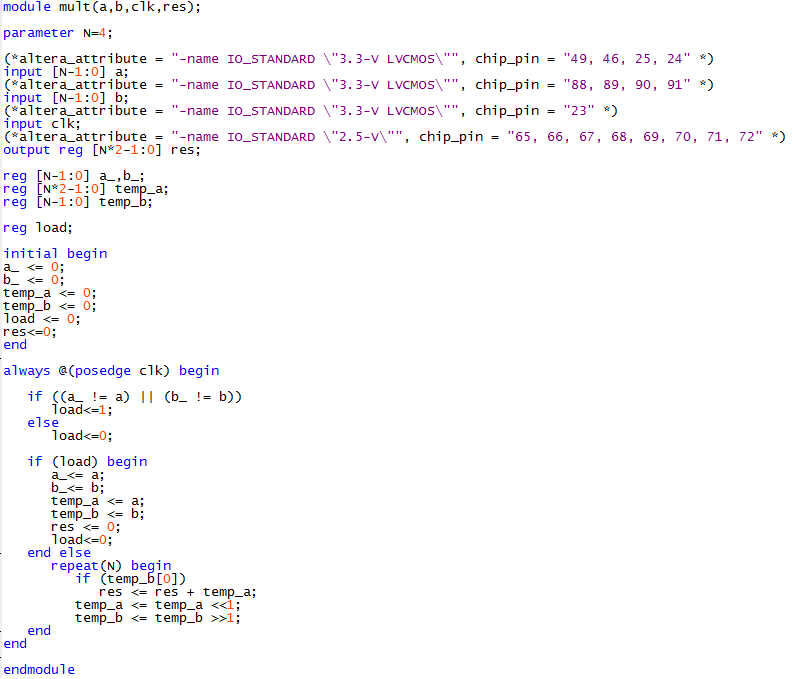 module mult(a,b,clk,res);
parameter N=4;
(*altera_attribute = "-name IO_STANDARD \"3.3-V LVCMOS\"", chip_pin = "49, 46, 25, 24" *)
input [N-1:0] a;
(*altera_attribute = "-name IO_STANDARD \"3.3-V LVCMOS\"", chip_pin = "88, 89, 90, 91" *)
input [N-1:0] b;
(*altera_attribute = "-name IO_STANDARD \"3.3-V LVCMOS\"", chip_pin = "23" *)
input clk;
(*altera_attribute = "-name IO_STANDARD \"2.5-V\"", chip_pin = "65, 66, 67, 68, 69, 70, 71, 72" *)
output reg [N*2-1:0] res;
reg [N-1:0] a_,b_;
reg [N*2-1:0] temp_a;
reg [N-1:0] temp_b;
reg load;
initial begin
a_ <= 0;
b_ <= 0;
temp_a <= 0;
temp_b <= 0;
load <= 0;
res<=0;
end
always @(posedge clk) begin
if ((a_ != a) || (b_ != b))
load<=1;
else
load<=0;
if (load) begin
a_<= a;
b_<= b;
temp_a <= a;
temp_b <= b;
res <= 0;
load<=0;
end else
repeat(N) begin
if (temp_b[0])
res <= res + temp_a;
temp_a <= temp_a <<1;
temp_b <= temp_b >>1;
end
end
endmodule